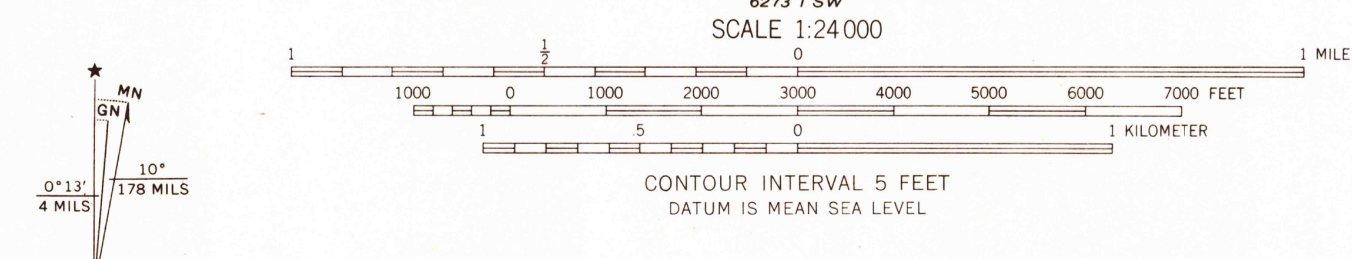 6273 I SW
SCALE 1:24 000
1 1/2 0 1 MILE
1000 0 1000 2000 3000 4000 5000 6000 7000 FEET
1 .5 0 1 KILOMETER
CONTOUR INTERVAL 5 FEET
DATUM IS MEAN SEA LEVEL
★
MN
GN
0°13'
4 MILS
10°
178 MILS